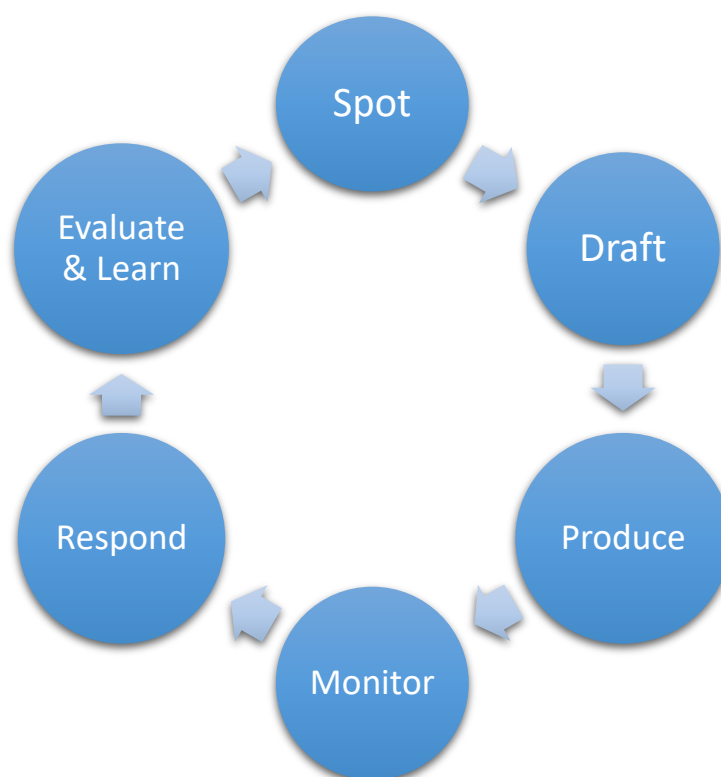 Spot
Draft
Produce
Monitor
Respond
Evaluate
& Learn